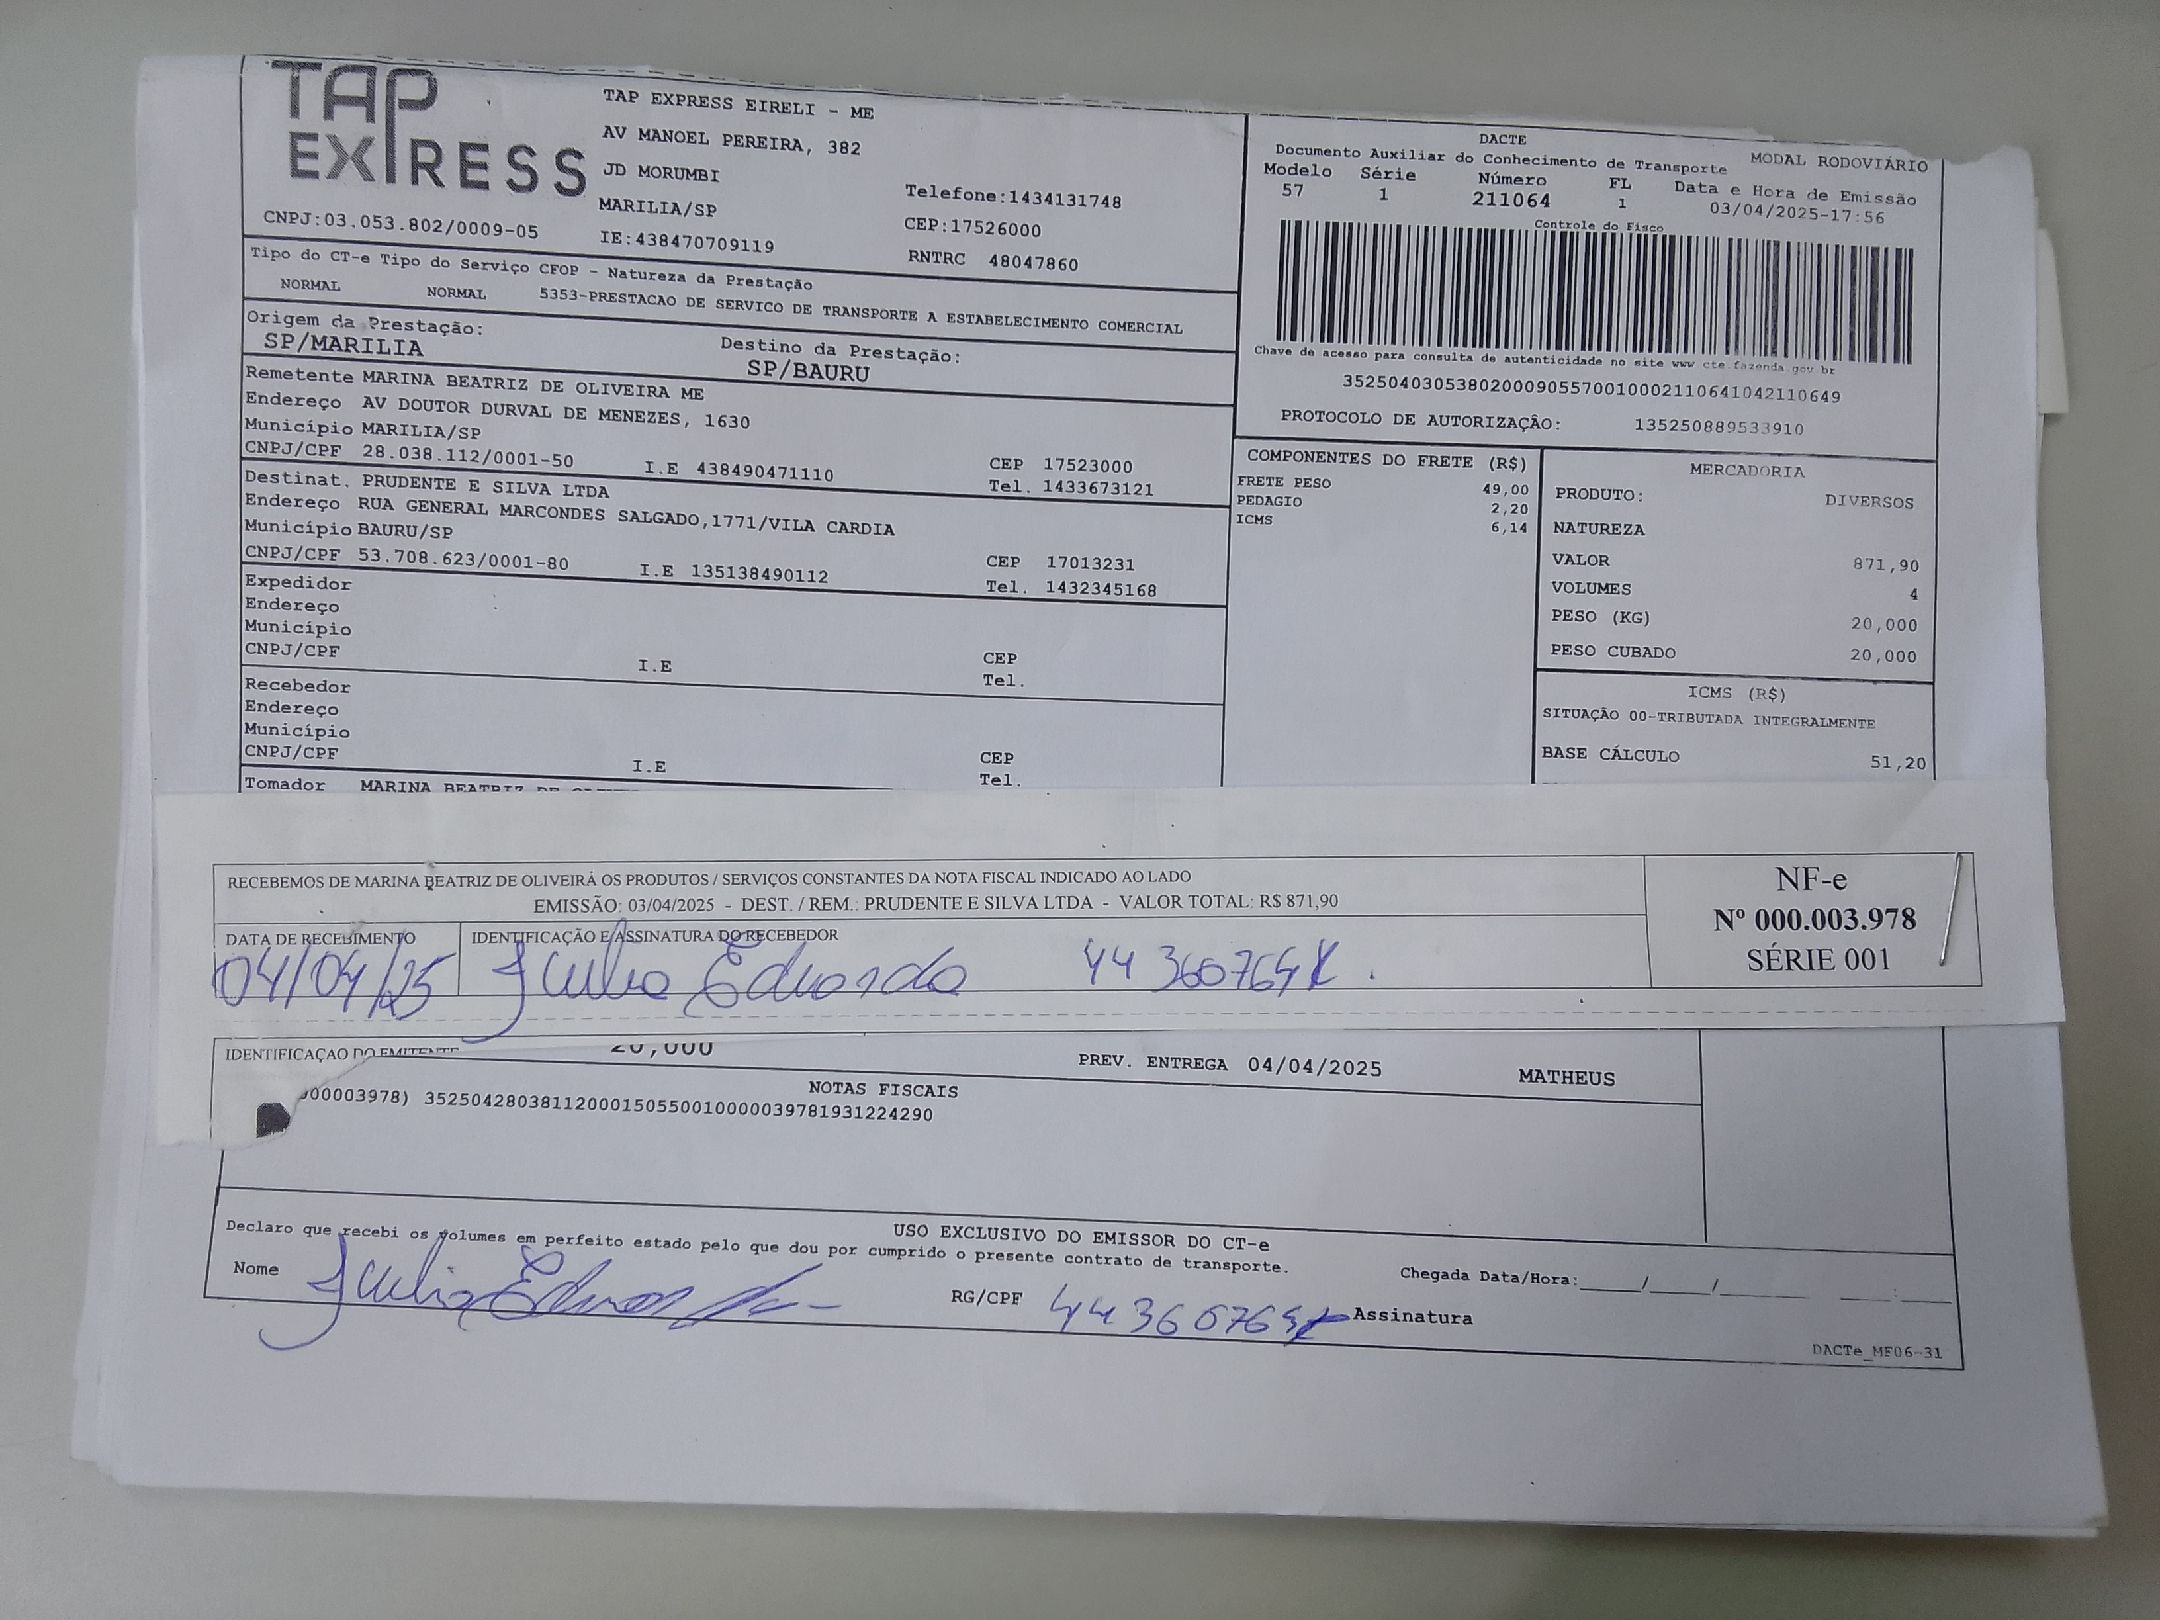 TAP EXPRESS
TAP EXPRESS EIRELI - ME
AV MANOEL PEREIRA, 382
JD MORUMBI
MARILIA/SP
Telefone:1434131748
CEP:17526000
CNPJ:03.053.802/0009-05
IE:438470709119
RNTRC 48047860
DACTE
Documento Auxiliar do Conhecimento de Transporte
MODAL RODOVIÁRIO
Modelo Série Número FL Data e Hora de Emissão
57 1 211064 1 03/04/2025-17:56
Controle do Fisco
Chave de acesso para consulta de autenticidade no site www cte.fazenda.gov br
35250403053802000905570010002110641042110649
PROTOCOLO DE AUTORIZAÇÃO: 135250889533910
Tipo do CT-e Tipo do Serviço CFOP - Natureza da Prestação
NORMAL NORMAL 5353-PRESTACAO DE SERVICO DE TRANSPORTE A ESTABELECIMENTO COMERCIAL
Origem da Prestação: Destino da Prestação:
SP/MARILIA SP/BAURU
Remetente MARINA BEATRIZ DE OLIVEIRA ME
Endereço AV DOUTOR DURVAL DE MENEZES, 1630
Município MARILIA/SP CEP 17523000
CNPJ/CPF 28.038.112/0001-50 I.E 438490471110 Tel. 1433673121
Destinat. PRUDENTE E SILVA LTDA
Endereço RUA GENERAL MARCONDES SALGADO,1771/VILA CARDIA
Município BAURU/SP CEP 17013231
CNPJ/CPF 53.708.623/0001-80 I.E 135138490112 Tel. 1432345168
Expedidor
Endereço
Município CEP
CNPJ/CPF I.E Tel.
Recebedor
Endereço
Município CEP
CNPJ/CPF I.E Tel.
Tomador MARINA BEATRIZ DE
COMPONENTES DO FRETE (R$)
FRETE PESO 49,00
PEDAGIO 2,20
ICMS 6,14
MERCADORIA
PRODUTO: DIVERSOS
NATUREZA
VALOR 871,90
VOLUMES 4
PESO (KG) 20,000
PESO CUBADO 20,000
ICMS (R$)
SITUAÇÃO 00-TRIBUTADA INTEGRALMENTE
BASE CÁLCULO 51,20
RECEBEMOS DE MARINA BEATRIZ DE OLIVEIRA OS PRODUTOS / SERVIÇOS CONSTANTES DA NOTA FISCAL INDICADO AO LADO
EMISSÃO: 03/04/2025 - DEST. / REM.: PRUDENTE E SILVA LTDA - VALOR TOTAL: R$ 871,90
DATA DE RECEBIMENTO IDENTIFICAÇÃO E ASSINATURA DO RECEBEDOR
04/04/25 Julio Eduardo
NF-e
Nº 000.003.978
SÉRIE 001
IDENTIFICAÇÃO DO EMITENTE 20,000
PREV. ENTREGA 04/04/2025 MATHEUS
NOTAS FISCAIS
00003978) 35250428038112000150550010000039781931224290
USO EXCLUSIVO DO EMISSOR DO CT-e
Declaro que recebi os volumes em perfeito estado pelo que dou por cumprido o presente contrato de transporte.
Nome Julio Eduardo RG/CPF Assinatura
Chegada Data/Hora:_____/_____/_______ ____:____
DACTe_MF06-31